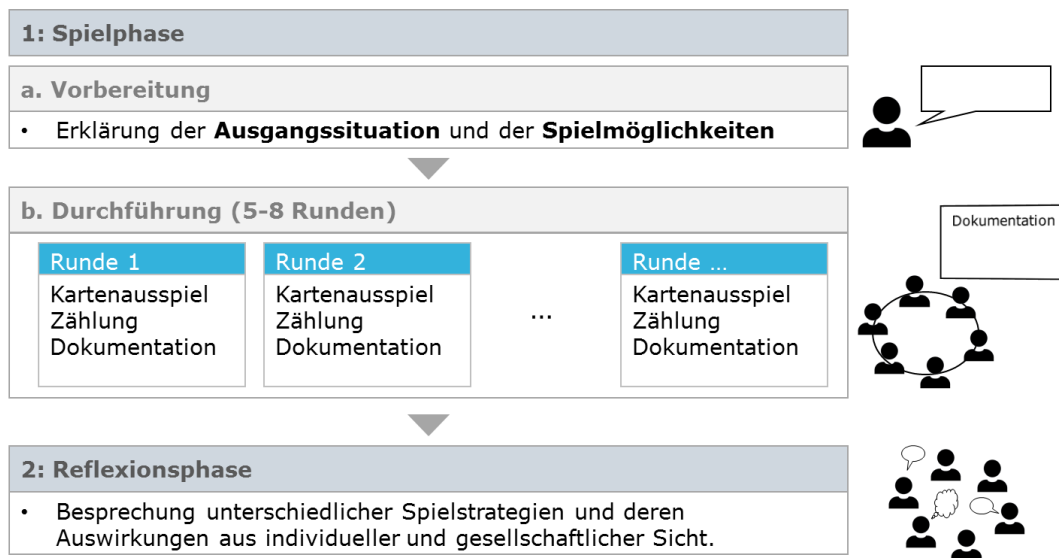 1: Spielphase
a. Vorbereitung
• Erklärung der Ausgangssituation und der Spielmöglichkeiten
b. Durchführung (5-8 Runden)
Dokumentation
Runde 1
Kartenausspiel
Zählung
Dokumentation
Runde 2
Kartenausspiel
Zählung
Dokumentation
...
Runde ...
Kartenausspiel
Zählung
Dokumentation
2: Reflexionsphase
• Besprechung unterschiedlicher Spielstrategien und deren
Auswirkungen aus individueller und gesellschaftlicher Sicht.